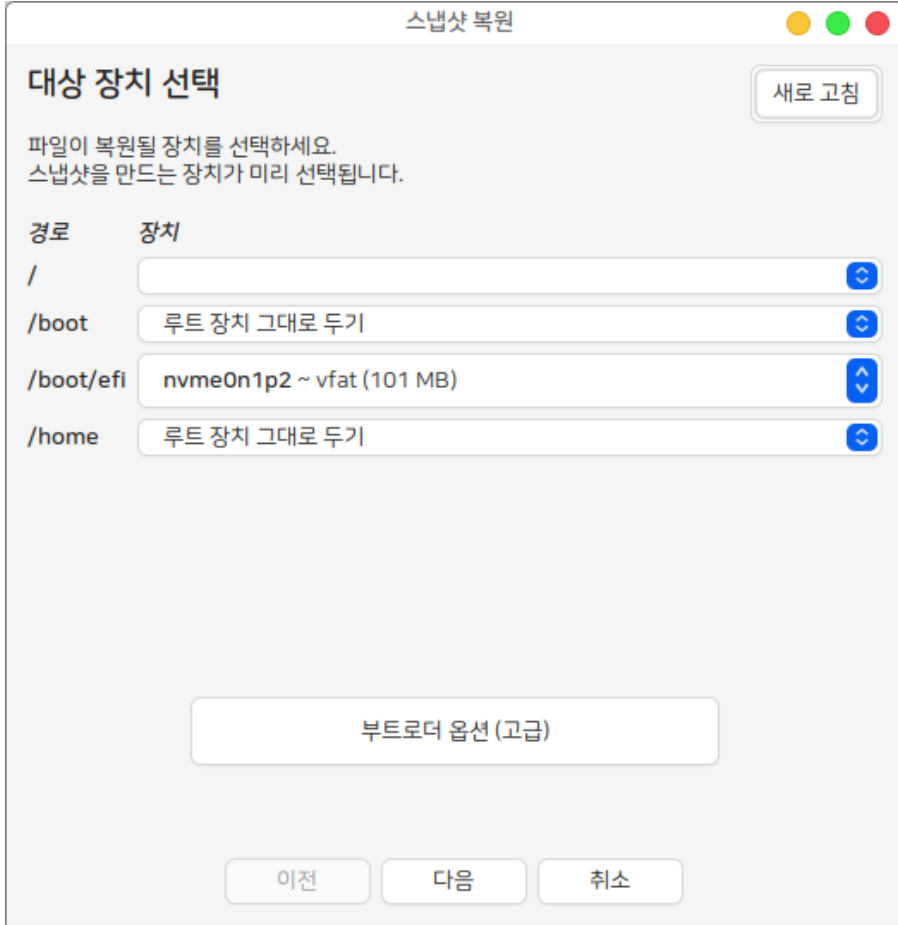 스냅샷 복원
대상 장치 선택
새로 고침
파일이 복원될 장치를 선택하세요.
스냅샷을 만드는 장치가 미리 선택됩니다.
경로 장치
/
/boot 루트 장치 그대로 두기
/boot/efi nvme0n1p2 ~ vfat (101 MB)
/home 루트 장치 그대로 두기
부트로더 옵션 (고급)
이전 다음 취소